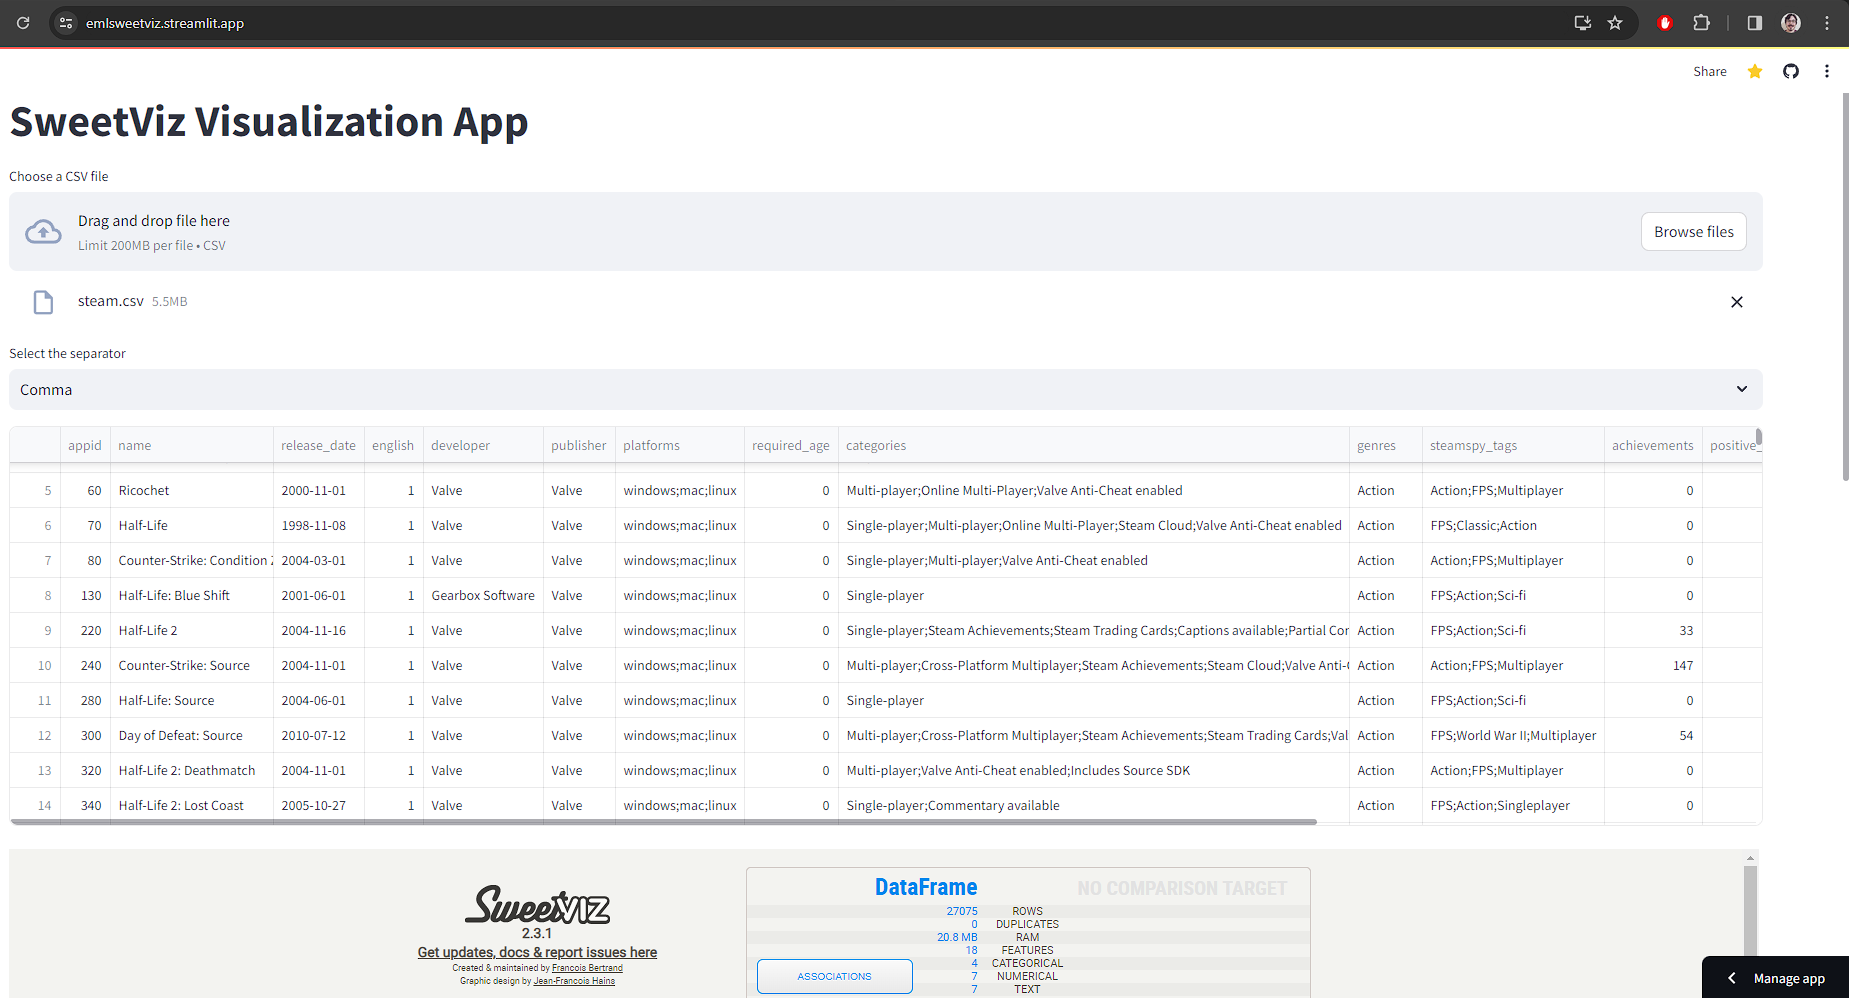 emlsweetviz.streamlit.app
Share
SweetViz Visualization App
Choose a CSV file
Drag and drop file here
Limit 200MB per file • CSV
Browse files
steam.csv 5.5MB
Select the separator
Comma
appid name release_date english developer publisher platforms required_age categories genres steamspy_tags achievements positive_
5 60 Ricochet 2000-11-01 1 Valve Valve windows;mac;linux 0 Multi-player;Online Multi-Player;Valve Anti-Cheat enabled Action Action;FPS;Multiplayer 0
6 70 Half-Life 1998-11-08 1 Valve Valve windows;mac;linux 0 Single-player;Multi-player;Online Multi-Player;Steam Cloud;Valve Anti-Cheat enabled Action FPS;Classic;Action 0
7 80 Counter-Strike: Condition Z 2004-03-01 1 Valve Valve windows;mac;linux 0 Single-player;Multi-player;Valve Anti-Cheat enabled Action Action;FPS;Multiplayer 0
8 130 Half-Life: Blue Shift 2001-06-01 1 Gearbox Software Valve windows;mac;linux 0 Single-player Action FPS;Action;Sci-fi 0
9 220 Half-Life 2 2004-11-16 1 Valve Valve windows;mac;linux 0 Single-player;Steam Achievements;Steam Trading Cards;Captions available;Partial Cor Action FPS;Action;Sci-fi 33
10 240 Counter-Strike: Source 2004-11-01 1 Valve Valve windows;mac;linux 0 Multi-player;Cross-Platform Multiplayer;Steam Achievements;Steam Cloud;Valve Anti-C Action Action;FPS;Multiplayer 147
11 280 Half-Life: Source 2004-06-01 1 Valve Valve windows;mac;linux 0 Single-player Action FPS;Action;Sci-fi 0
12 300 Day of Defeat: Source 2010-07-12 1 Valve Valve windows;mac;linux 0 Multi-player;Cross-Platform Multiplayer;Steam Achievements;Steam Trading Cards;Val Action FPS;World War II;Multiplayer 54
13 320 Half-Life 2: Deathmatch 2004-11-01 1 Valve Valve windows;mac;linux 0 Multi-player;Valve Anti-Cheat enabled;Includes Source SDK Action Action;FPS;Multiplayer 0
14 340 Half-Life 2: Lost Coast 2005-10-27 1 Valve Valve windows;mac;linux 0 Single-player;Commentary available Action FPS;Action;Singleplayer 0
SweetVIZ
2.3.1
Get updates, docs & report issues here
Created & maintained by Francois Bertrand
Graphic design by Jean-Francois Hains
DataFrame NO COMPARISON TARGET
27075 ROWS
0 DUPLICATES
20.8 MB RAM
18 FEATURES
4 CATEGORICAL
7 NUMERICAL
7 TEXT
ASSOCIATIONS
Manage app